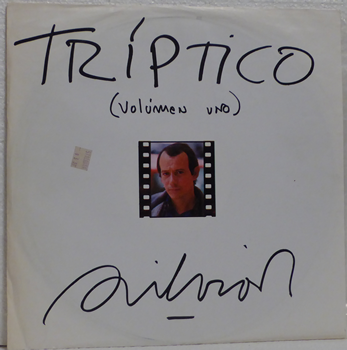 TRÍPTICO
(VOLÚMEN UNO)
Silvio